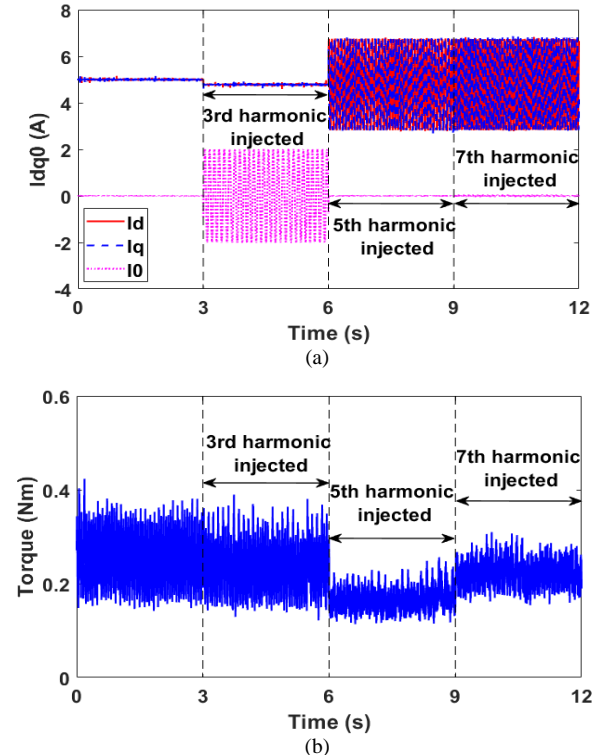 8
6
4
2
0
-2
-4
Idq0 (A)
3rd harmonic
injected
7th harmonic
injected
5th harmonic
injected
Id
Iq
I0
0 3 6 9 12
Time (s)
(a)
0.6
0.4
0.2
0
Torque (Nm)
3rd harmonic
injected
5th harmonic
injected
7th harmonic
injected
0 3 6 9 12
Time (s)
(b)